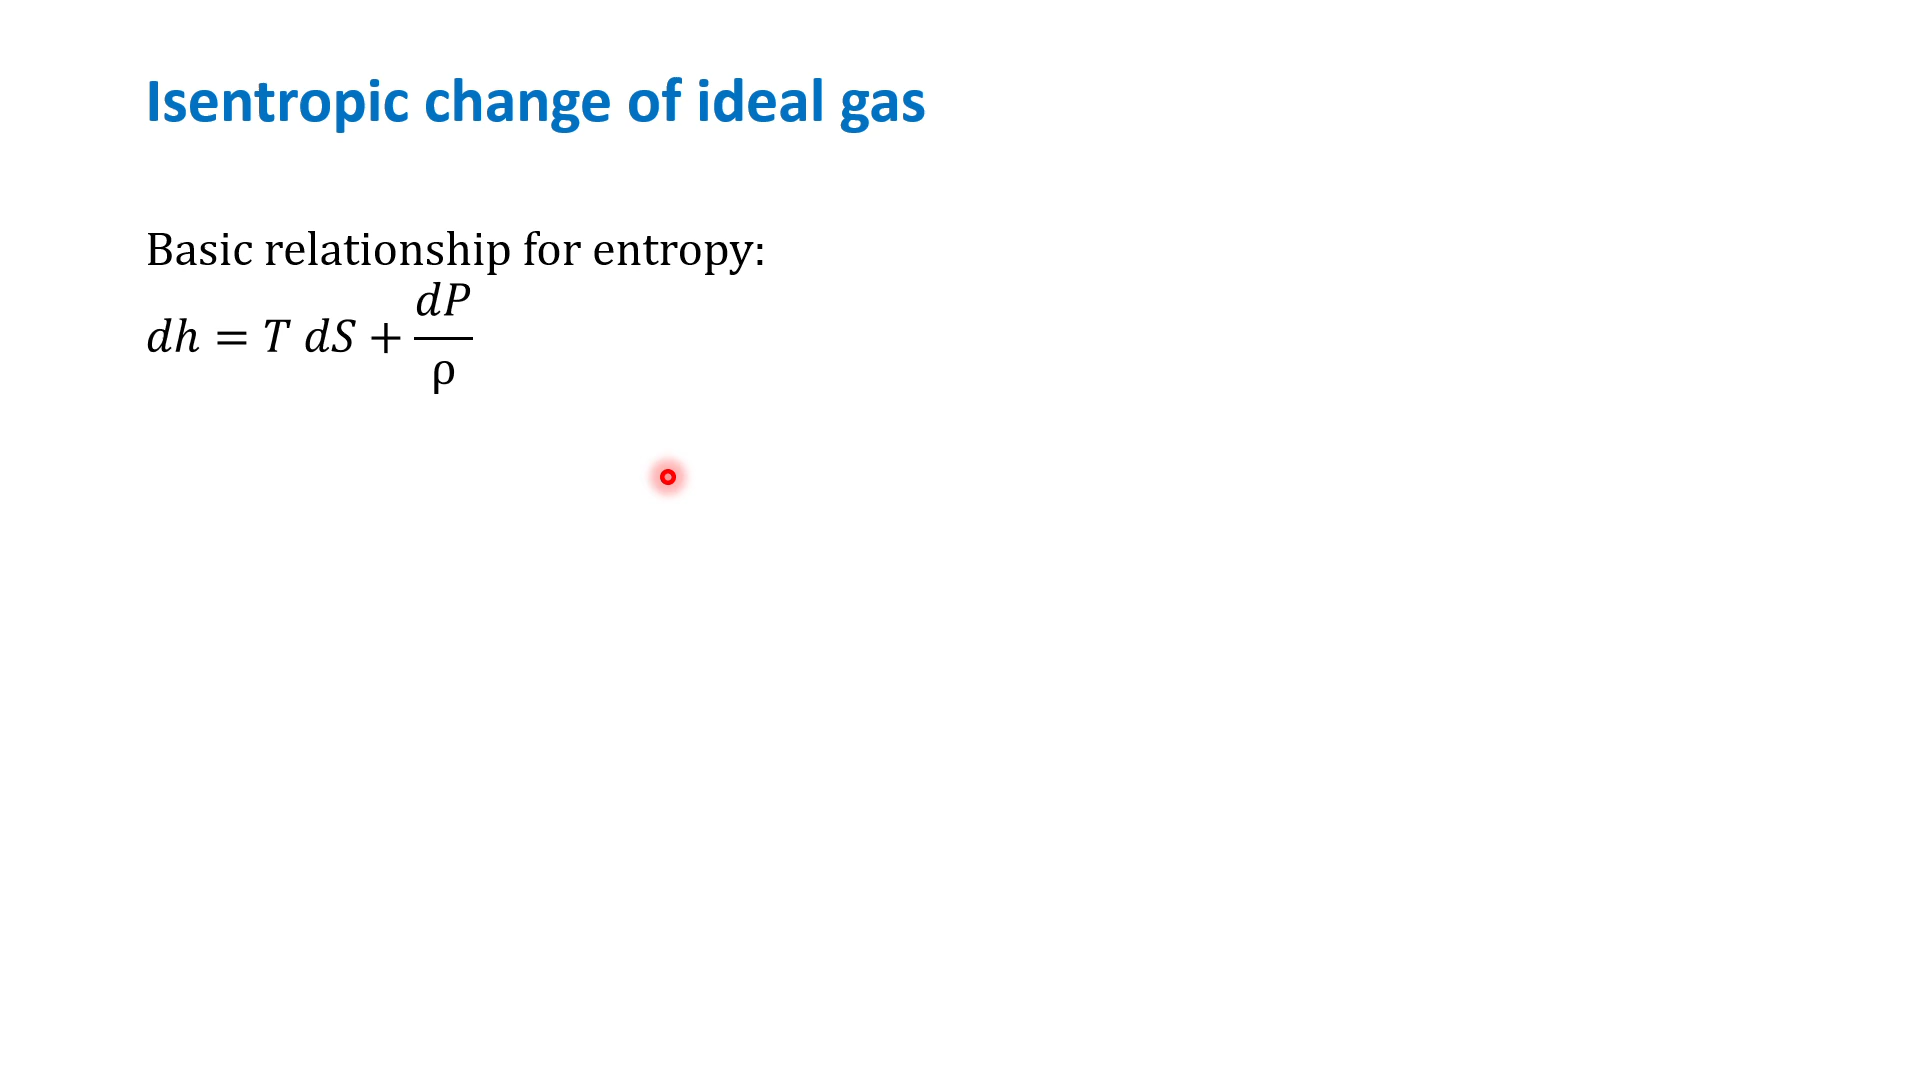 Isentropic change of ideal gas
Basic relationship for entropy:
dh = T dS + dP/ρ